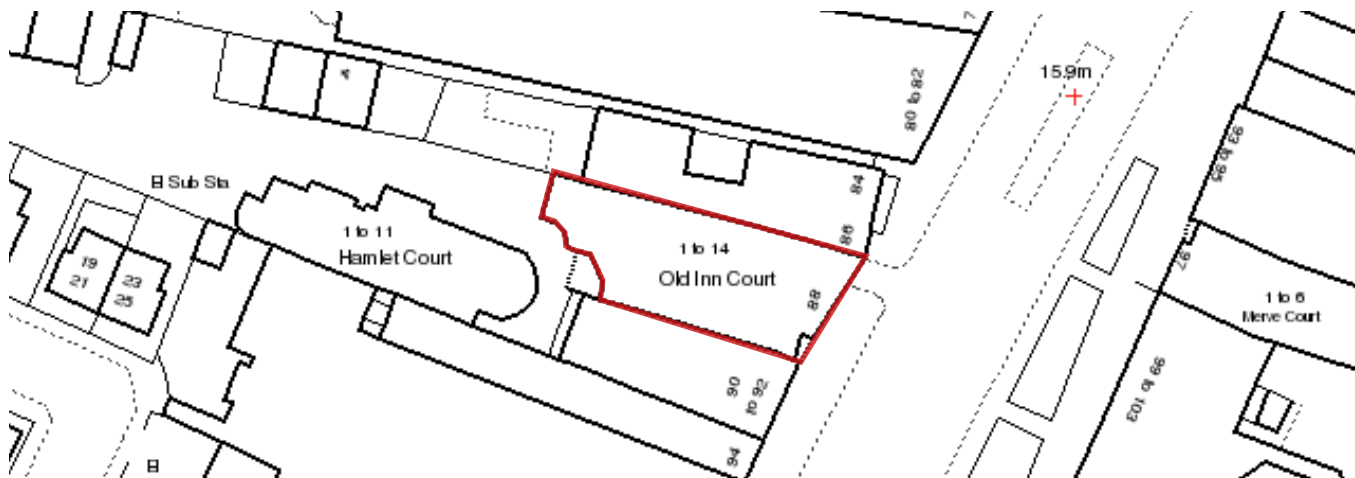 15.9m
4
80 to 82
93 to 95
El Sub Sta
84
1 to 11
Hamlet Court
86
1 to 14
Old Inn Court
97
19
21
23
25
88
1 to 6
Merve Court
90
to 92
99 to 103
94
El